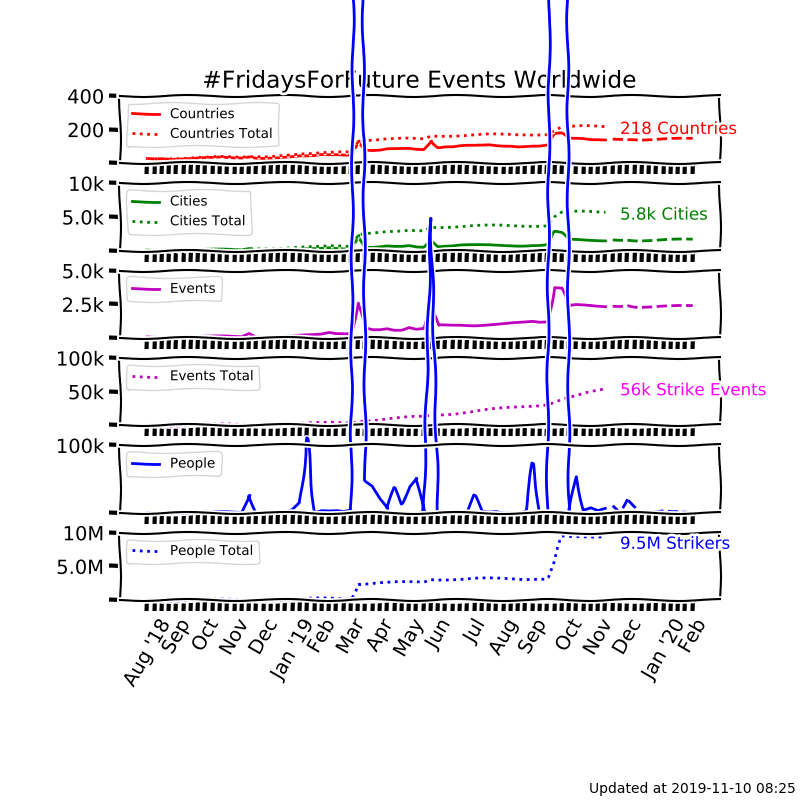 #FridaysForFuture Events Worldwide
400
200
Countries
Countries Total
218 Countries
10k
5.0k
Cities
Cities Total
5.8k Cities
5.0k
2.5k
Events
100k
50k
Events Total
56k Strike Events
100k
People
10M
5.0M
People Total
9.5M Strikers
Aug '18
Sep
Oct
Nov
Dec
Jan '19
Feb
Mar
Apr
May
Jun
Jul
Aug
Sep
Oct
Nov
Dec
Jan '20
Feb
Updated at 2019-11-10 08:25